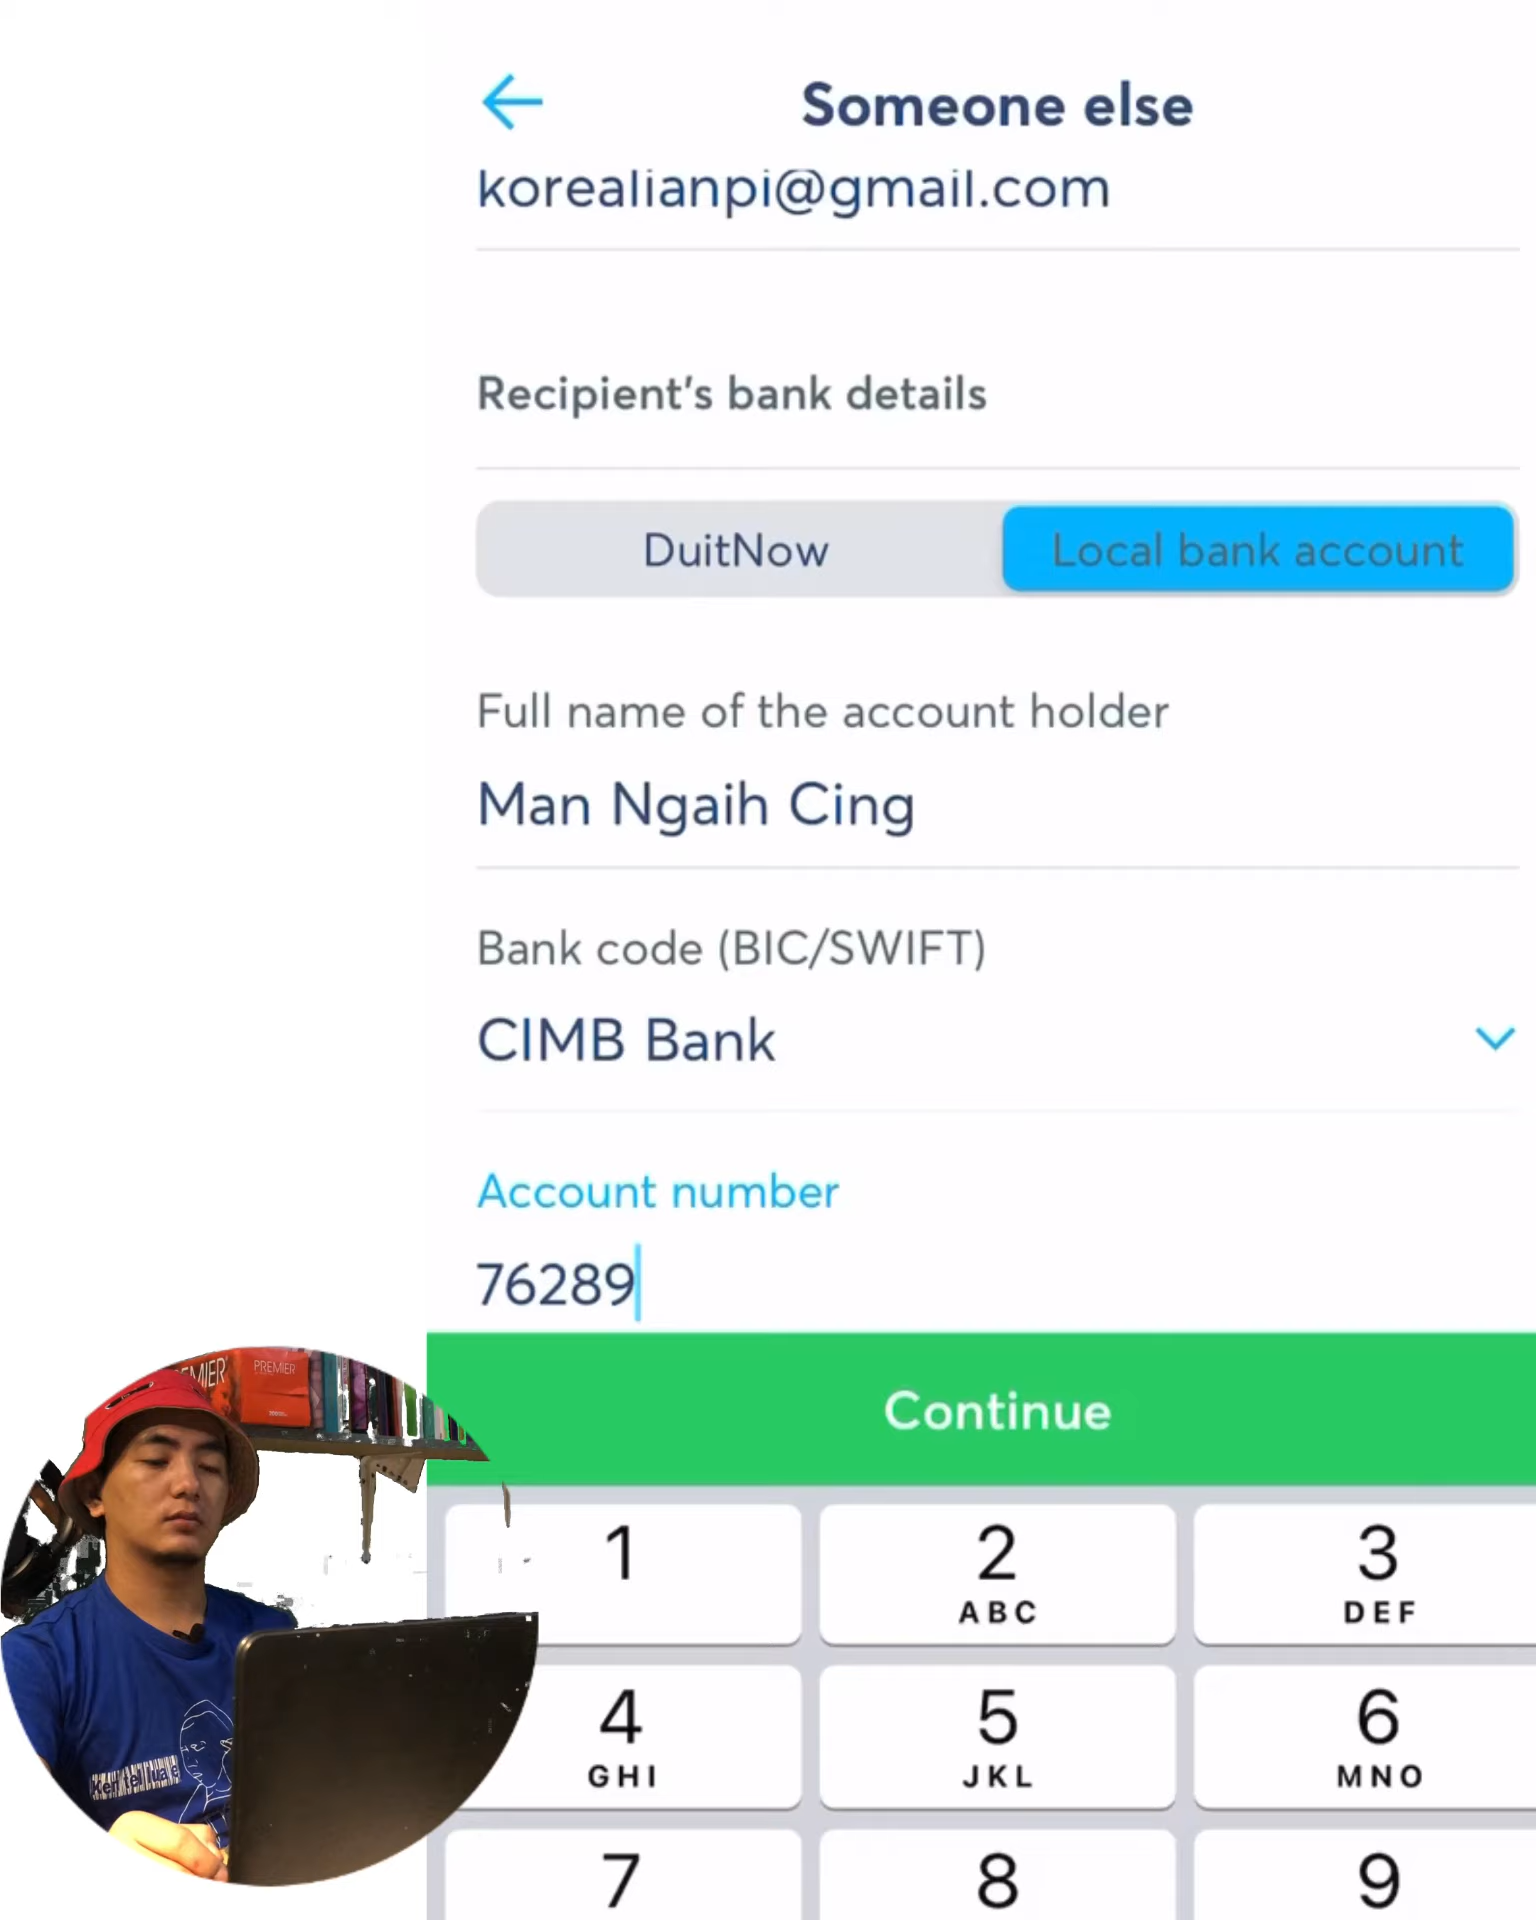 Someone else
korealianpi@gmail.com
Recipient's bank details
DuitNow
Local bank account
Full name of the account holder
Man Ngaih Cing
Bank code (BIC/SWIFT)
CIMB Bank
Account number
76289
Continue
1
2
ABC
3
DEF
4
GHI
5
JKL
6
MNO
7
8
9
PREMIER